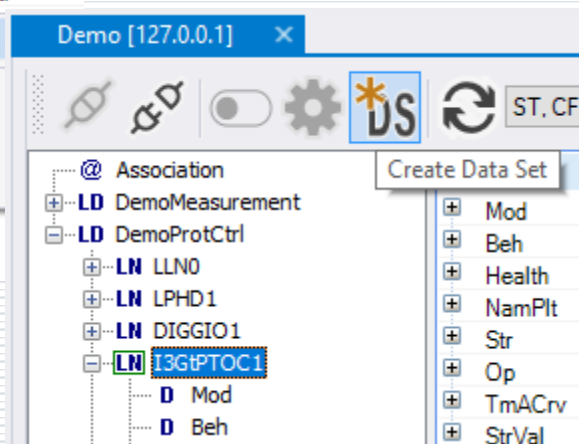 Demo [127.0.0.1] ×
DS
ST, CF
Create Data Set
@ Association
LD DemoMeasurement
LD DemoProtCtrl
LN LLN0
LN LPHD1
LN DIGGIO1
LN I3GtPTOC1
D Mod
D Beh
Mod
Beh
Health
NamPlt
Str
Op
TmACrv
StrVal